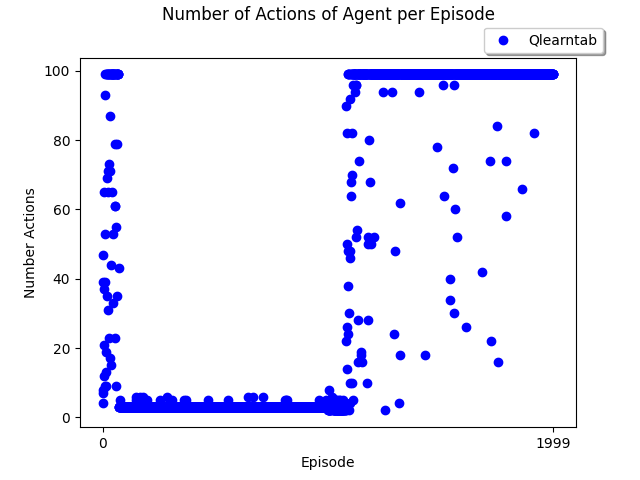 Number of Actions of Agent per Episode
Qlearntab
100
80
60
40
20
0
Number Actions
0
1999
Episode